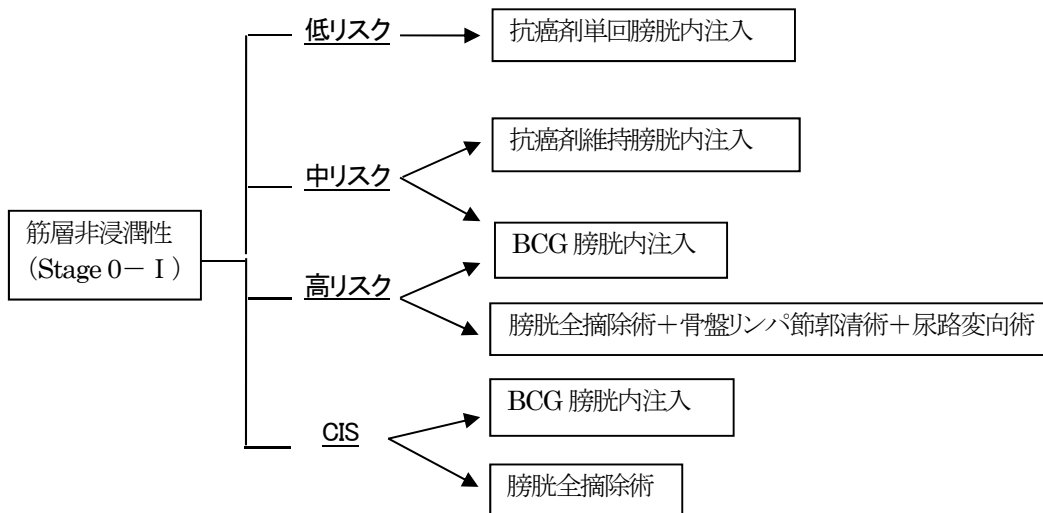 低リスク
抗癌剤単回膀胱内注入
抗癌剤維持膀胱内注入
中リスク
筋層非浸潤性
(Stage 0-Ⅰ)
BCG 膀胱内注入
高リスク
膀胱全摘除術+骨盤リンパ節郭清術+尿路変向術
BCG 膀胱内注入
CIS
膀胱全摘除術